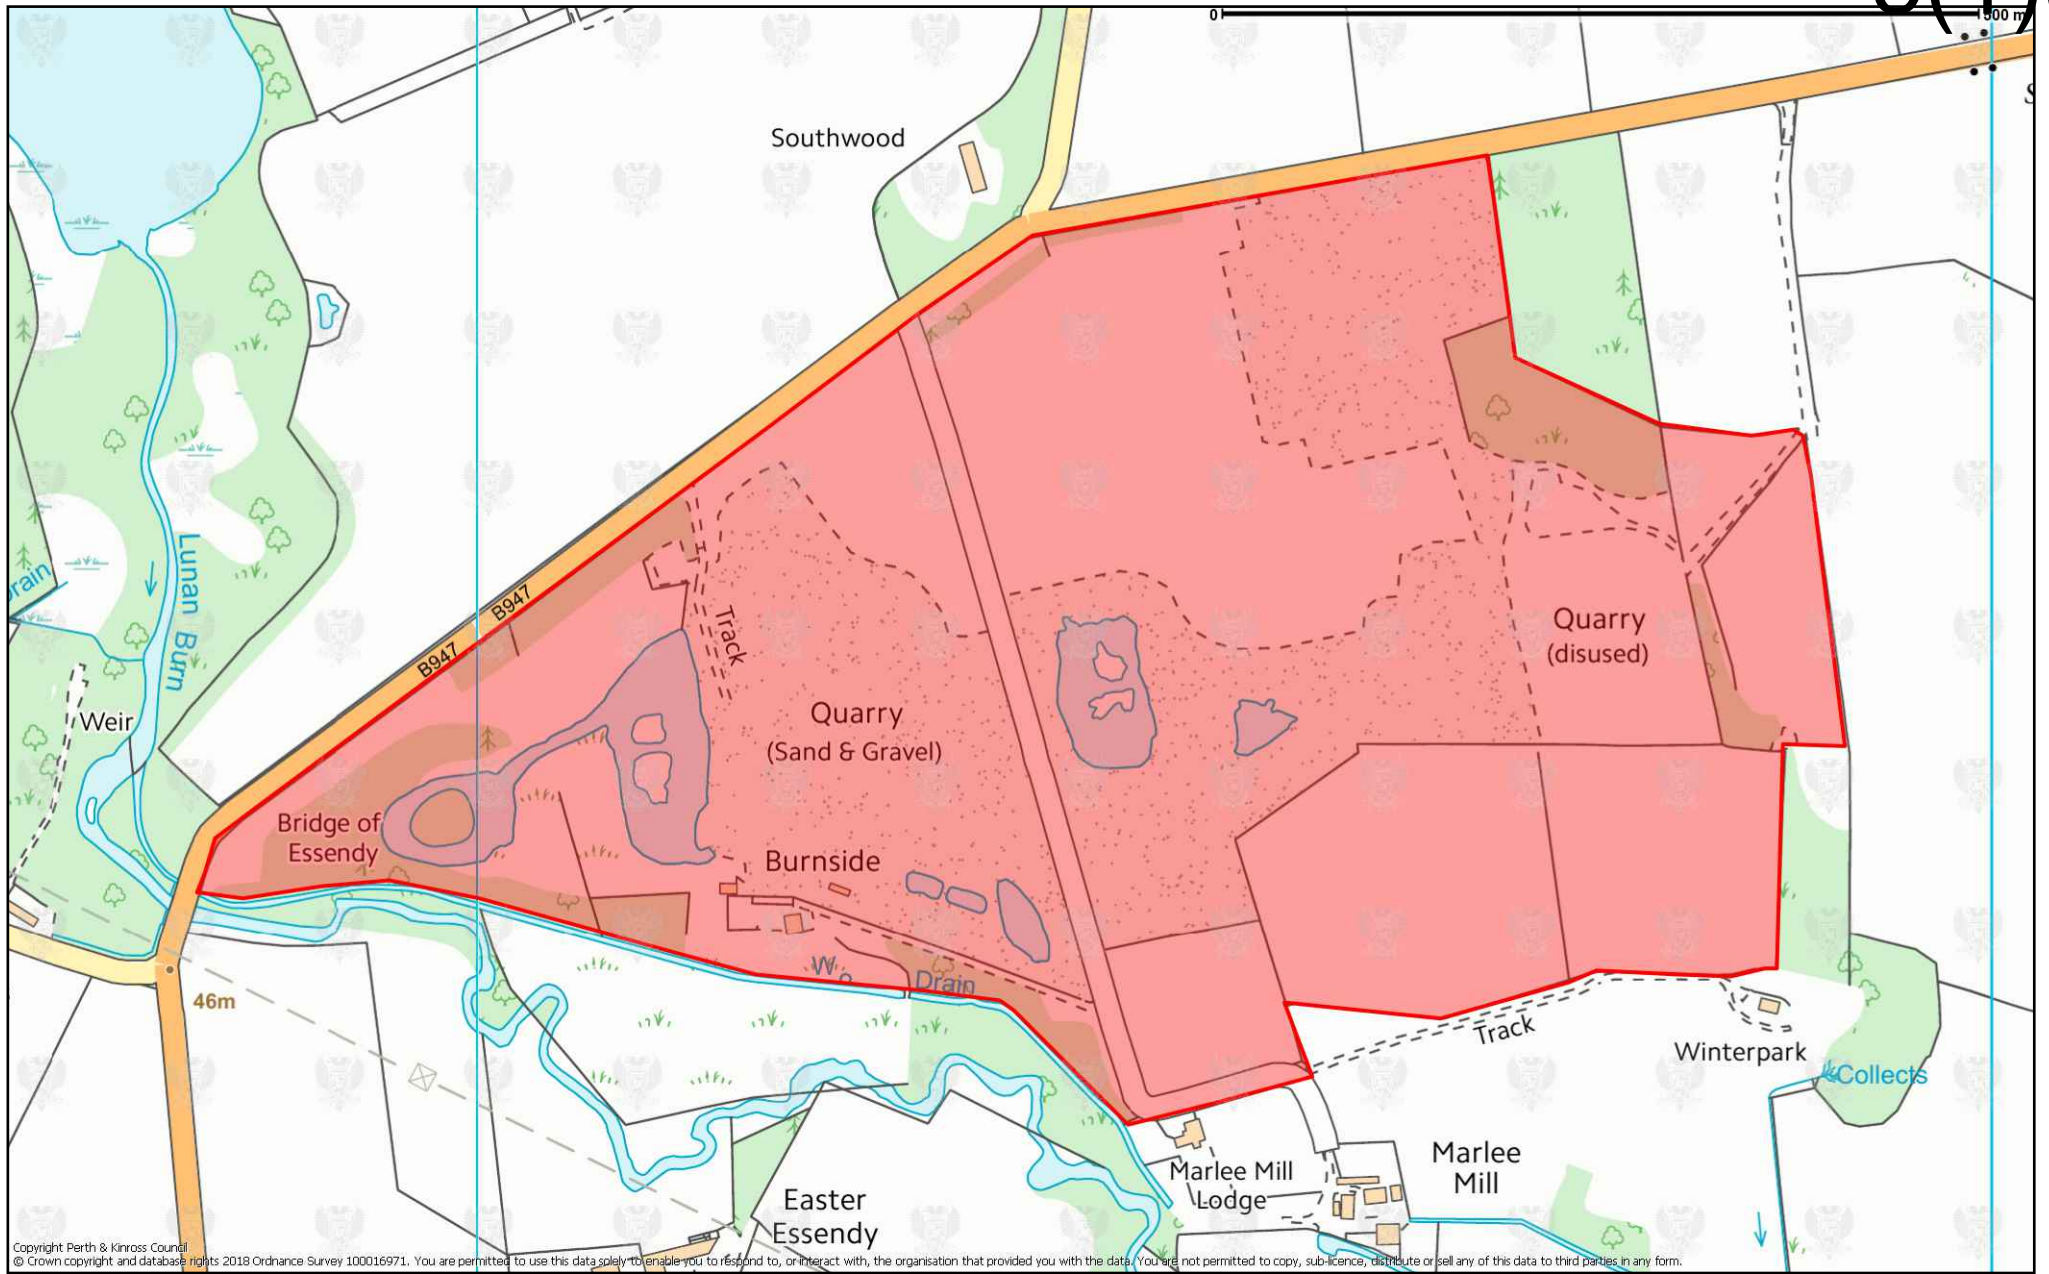 0
500 m
Southwood
S
B947
B947
Lunan Burn
Drain
Track
Weir
Quarry
(disused)
Quarry
(Sand & Gravel)
Bridge of
Essendy
Burnside
Drain
46m
Track
Winterpark
Collects
Marlee Mill
Lodge
Marlee
Mill
Easter
Essendy
Copyright Perth & Kinross Council
© Crown copyright and database rights 2018 Ordnance Survey 100016971. You are permitted to use this data solely to enable you to respond to, or interact with, the organisation that provided you with the data. You are not permitted to copy, sub-licence, distribute or sell any of this data to third parties in any form.